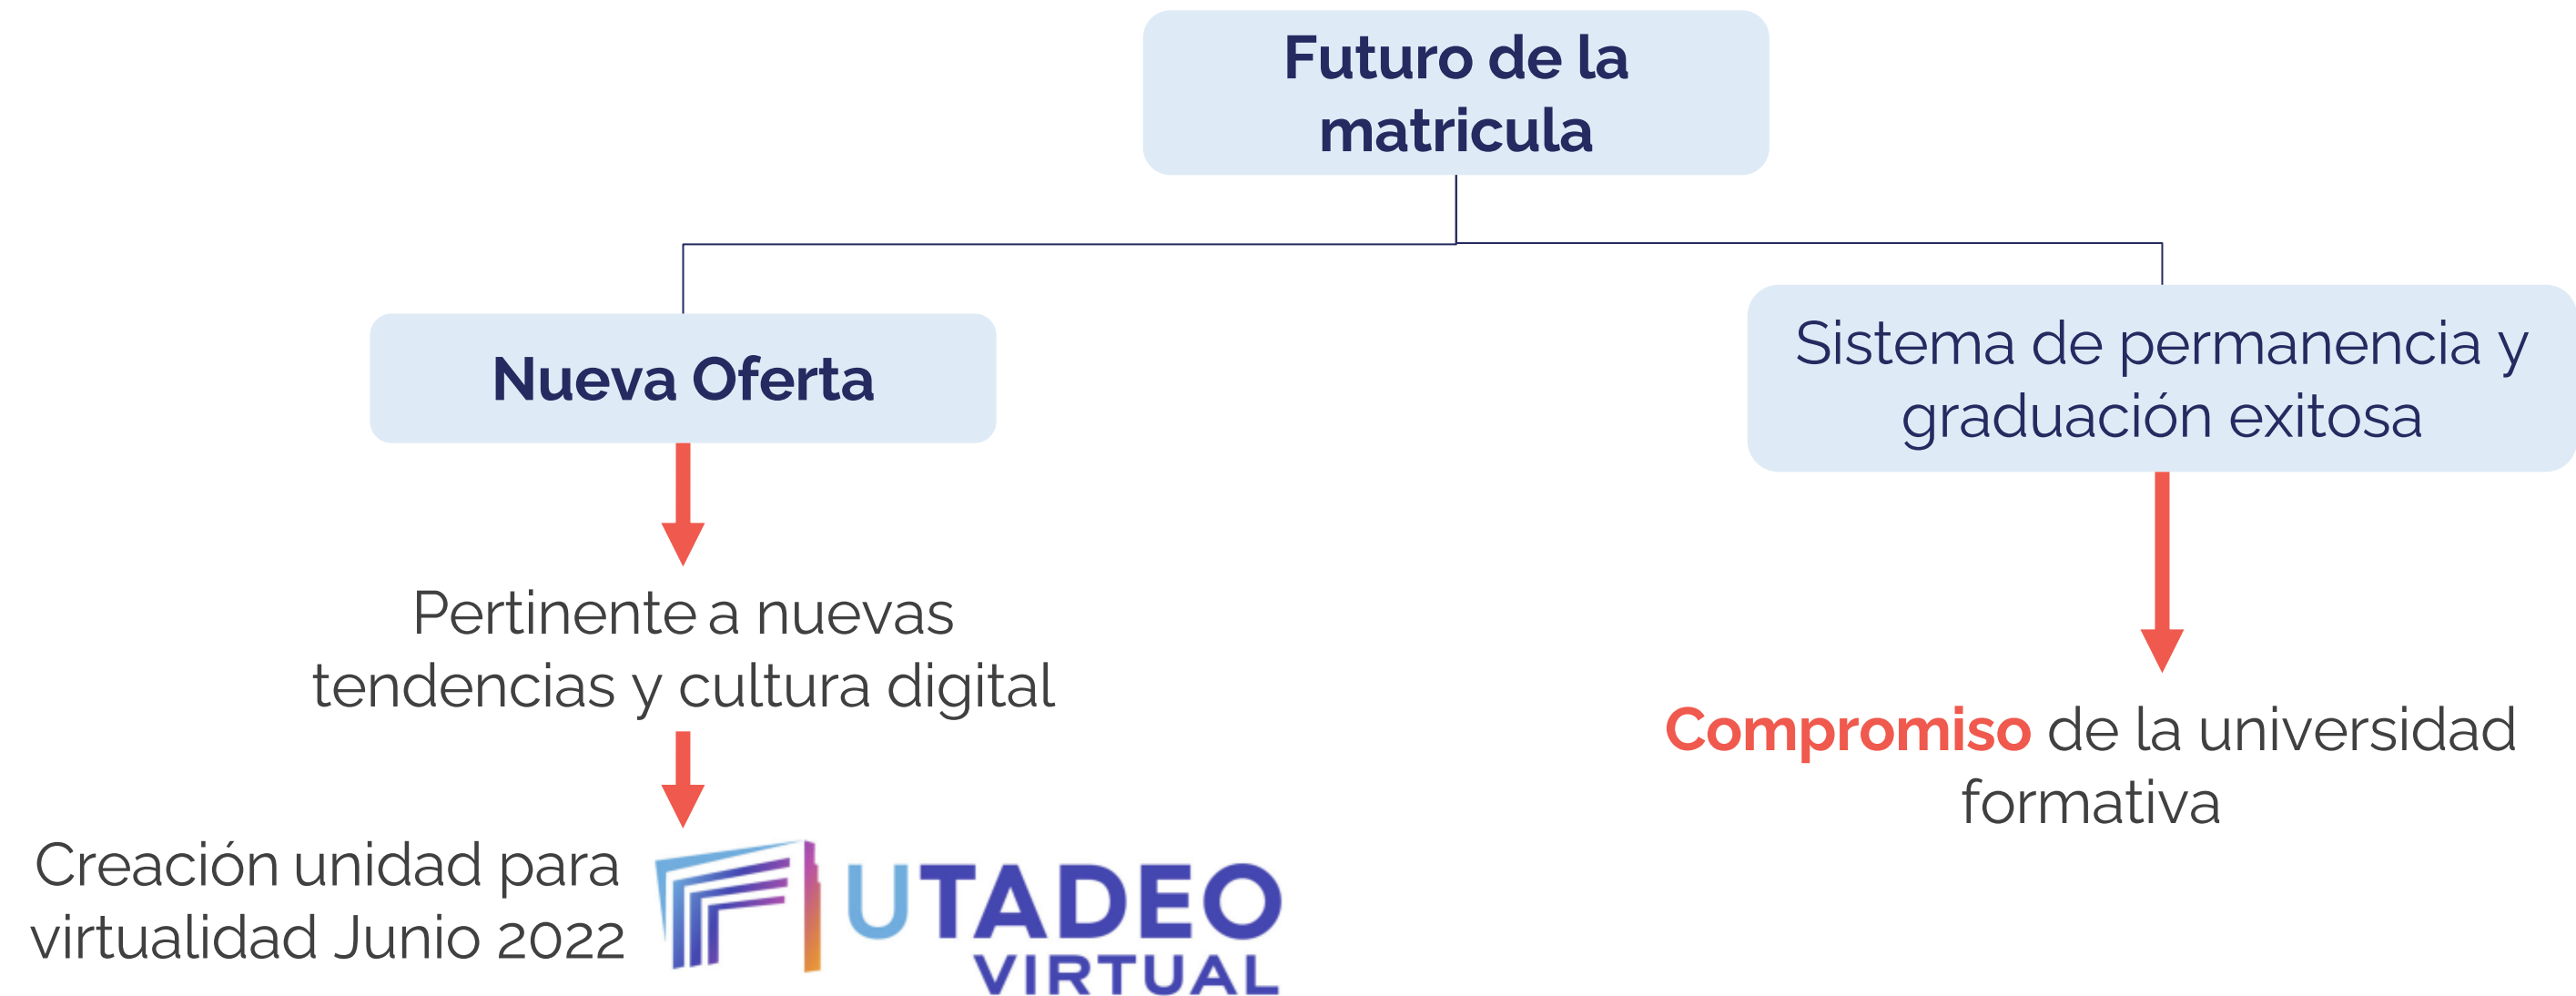 Futuro de la
matricula
Nueva Oferta
Sistema de permanencia y
graduación exitosa
Pertinente a nuevas
tendencias y cultura digital
Compromiso de la universidad
formativa
Creación unidad para
virtualidad Junio 2022
UTADEO
VIRTUAL